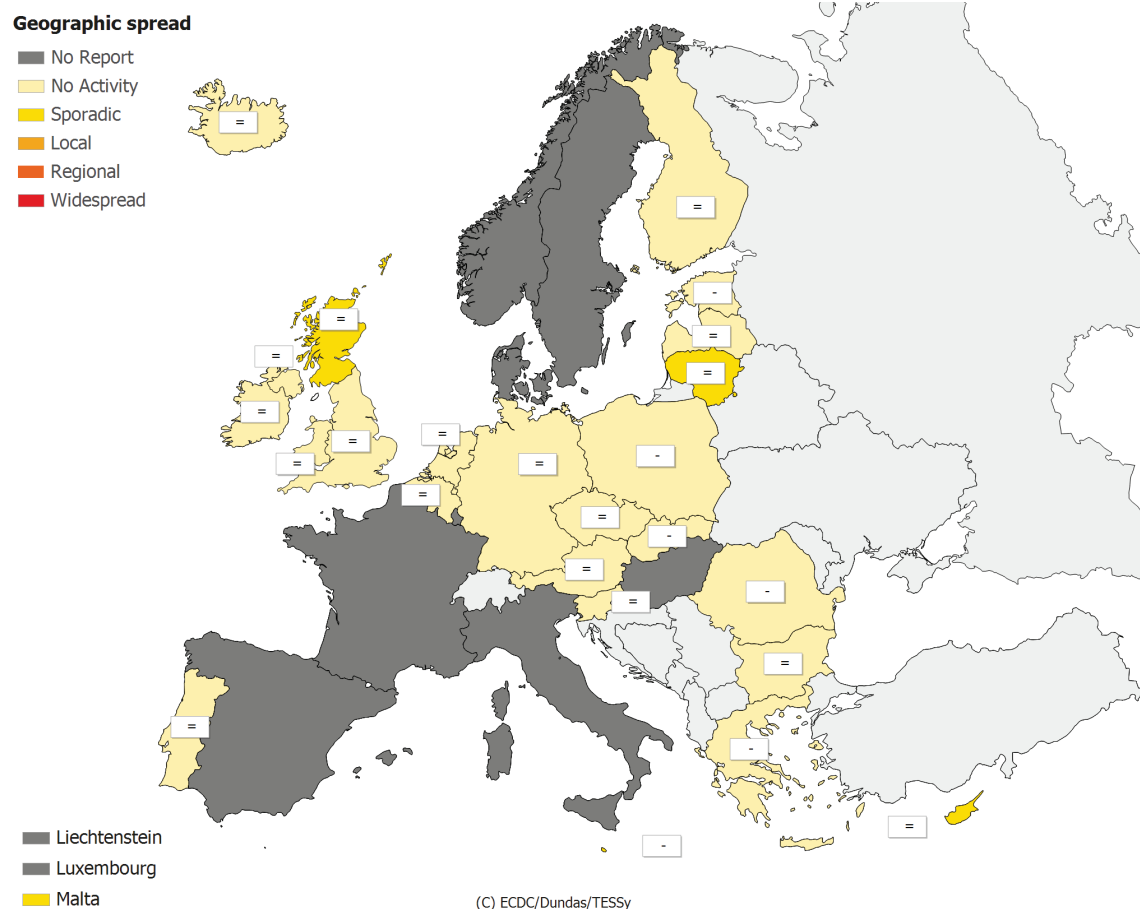 Geographic spread
No Report
No Activity
Sporadic
Local
Regional
Widespread
=
=
-
=
=
=
=
=
=
=
=
=
=
-
=
-
=
=
-
=
=
-
=
-
Liechtenstein
Luxembourg
Malta
(C) ECDC/Dundas/TESSy